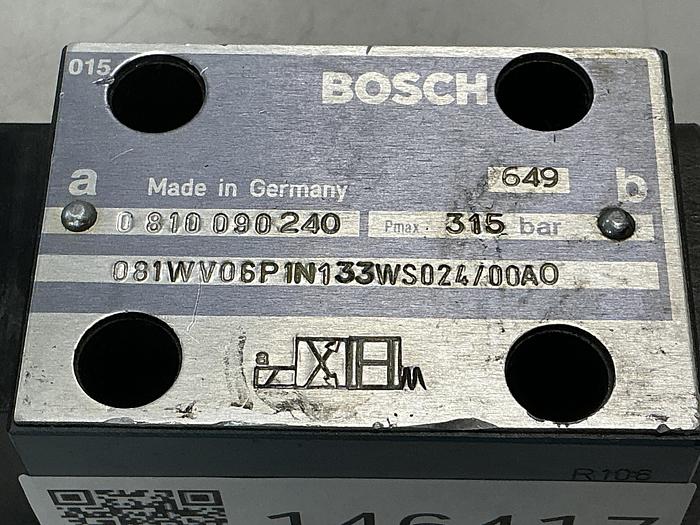 015
BOSCH
a
Made in Germany
649
b
0 810 090 240
Pmax. 315 bar
081WV06P1N133WS024/00A0
a
R106